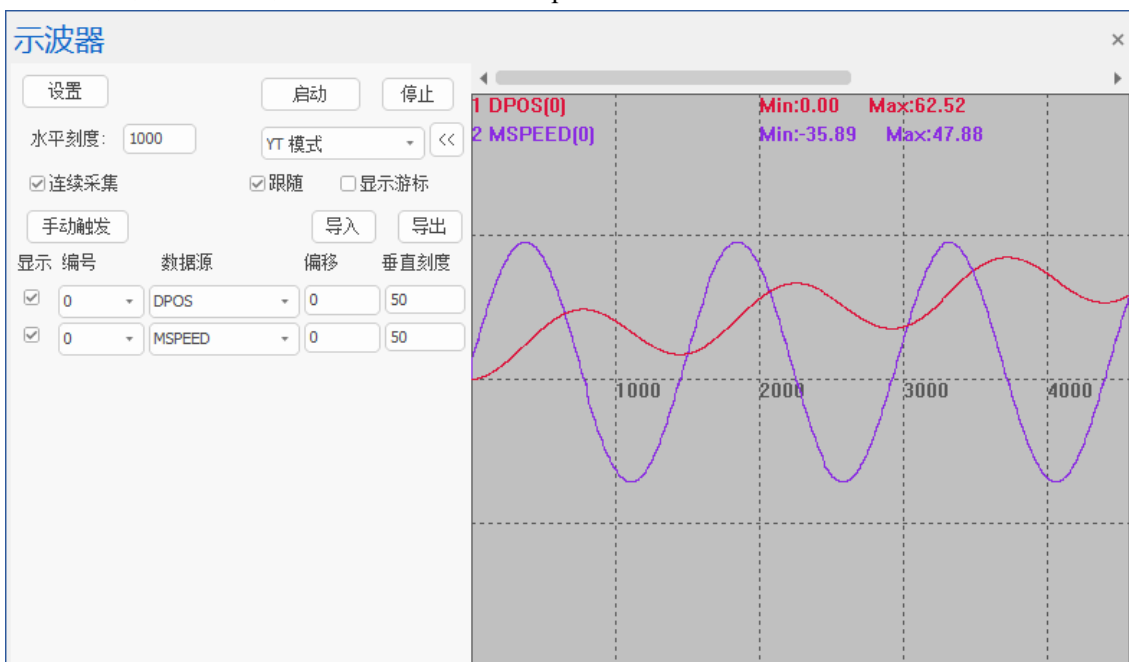 示波器
×
设置
启动
停止
水平刻度:
1000
YT 模式
<<
连续采集
跟随
显示游标
手动触发
导入
导出
显示 编号 数据源 偏移 垂直刻度
0 DPOS 0 50
0 MSPEED 0 50
1 DPOS(0) Min:0.00 Max:62.52
2 MSPEED(0) Min:-35.89 Max:47.88
1000 2000 3000 4000